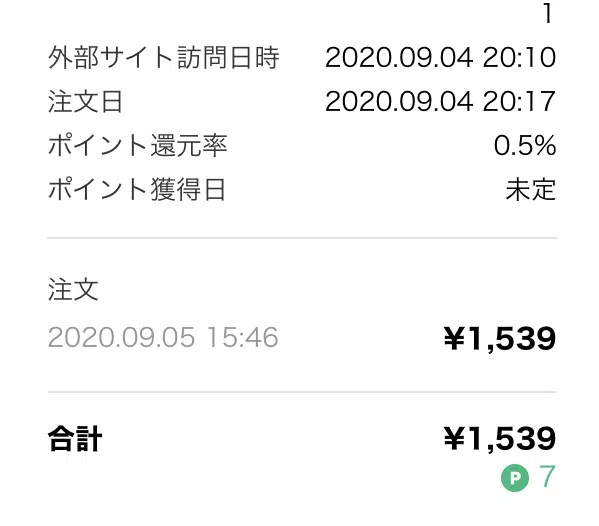 1
外部サイト訪問日時 2020.09.04 20:10
注文日 2020.09.04 20:17
ポイント還元率 0.5%
ポイント獲得日 未定
注文
2020.09.05 15:46 ¥1,539
合計 ¥1,539
P 7